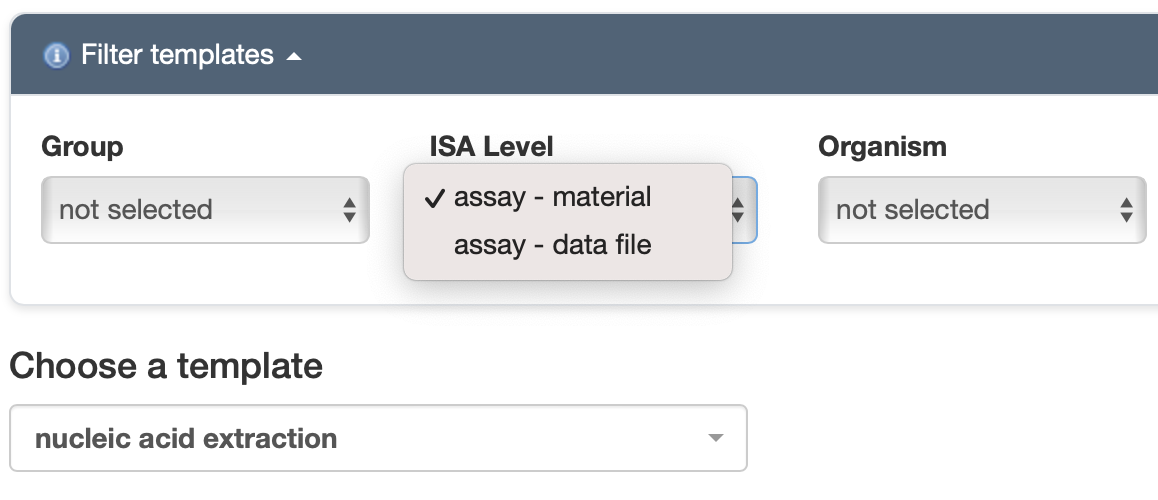 Filter templates
Group
ISA Level
Organism
not selected
assay - material
assay - data file
not selected
Choose a template
nucleic acid extraction